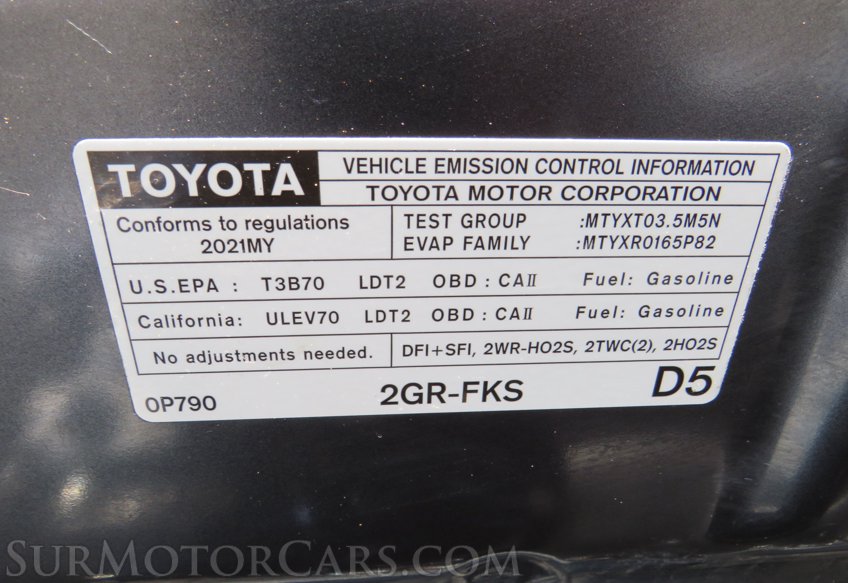 TOYOTA
VEHICLE EMISSION CONTROL INFORMATION
TOYOTA MOTOR CORPORATION
Conforms to regulations
2021MY
TEST GROUP :MTYXT03.5M5N
EVAP FAMILY :MTYXR0165P82
U.S.EPA : T3B70 LDT2 OBD : CAII Fuel: Gasoline
California: ULEV70 LDT2 OBD : CAII Fuel: Gasoline
No adjustments needed.
DFI+SFI, 2WR-HO2S, 2TWC(2), 2HO2S
0P790
2GR-FKS
D5
SurMotorCars.com